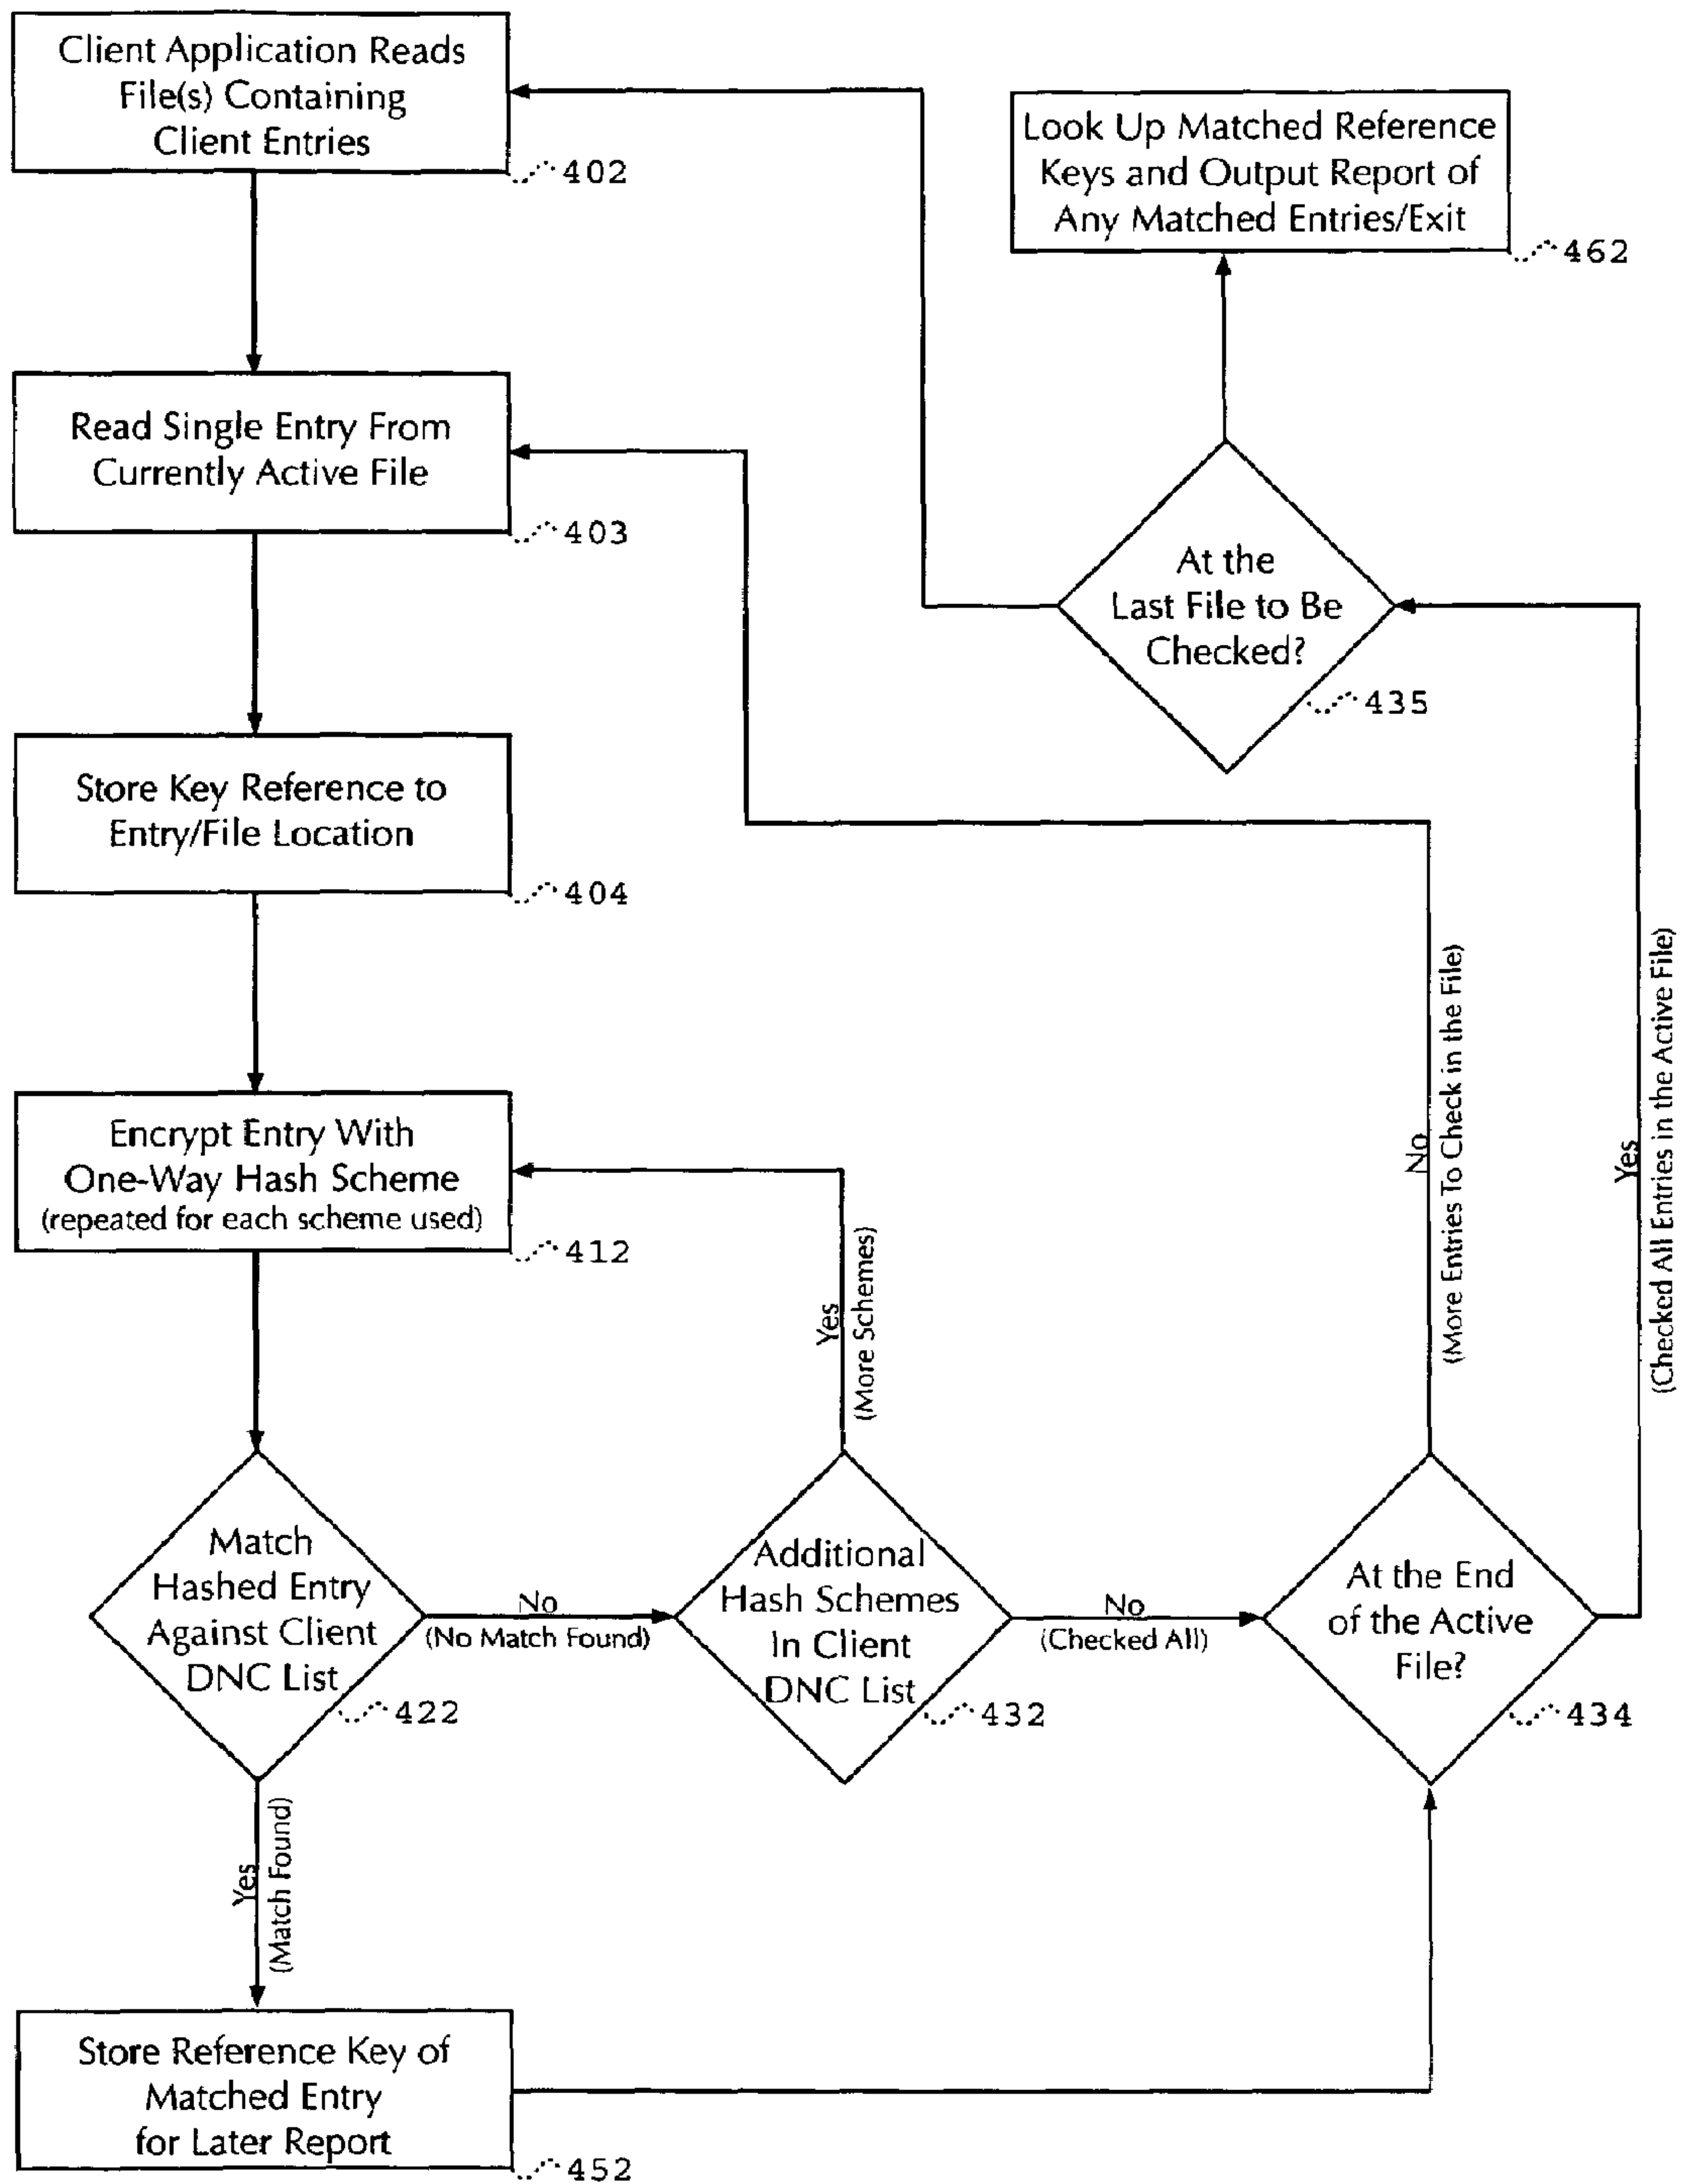 Client Application Reads
File(s) Containing
Client Entries
402
Look Up Matched Reference
Keys and Output Report of
Any Matched Entries/Exit
462
Read Single Entry From
Currently Active File
403
At the
Last File to Be
Checked?
435
Store Key Reference to
Entry/File Location
404
Encrypt Entry With
One-Way Hash Scheme
(repeated for each scheme used)
412
Yes
(More Schemes)
No
(More Entries To Check in the File)
Yes
(Checked All Entries in the Active File)
Match
Hashed Entry
Against Client
DNC List
422
No
(No Match Found)
Additional
Hash Schemes
In Client
DNC List
432
No
(Checked All)
At the End
of the Active
File?
434
Yes
(Match Found)
Store Reference Key of
Matched Entry
for Later Report
452